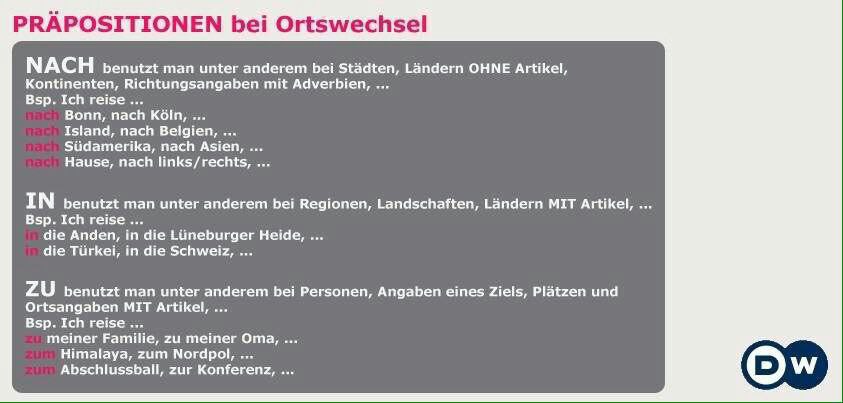 PRÄPOSITIONEN bei Ortswechsel
NACH benutzt man unter anderem bei Städten, Ländern OHNE Artikel,
Kontinenten, Richtungsangaben mit Adverbien, ...
Bsp. Ich reise ...
nach Bonn, nach Köln, ...
nach Island, nach Belgien, ...
nach Südamerika, nach Asien, ...
nach Hause, nach links/rechts, ...
IN benutzt man unter anderem bei Regionen, Landschaften, Ländern MIT Artikel, ...
Bsp. Ich reise ...
in die Anden, in die Lüneburger Heide, ...
in die Türkei, in die Schweiz, ...
ZU benutzt man unter anderem bei Personen, Angaben eines Ziels, Plätzen und
Ortsangaben MIT Artikel, ...
Bsp. Ich reise ...
zu meiner Familie, zu meiner Oma, ...
zum Himalaya, zum Nordpol, ...
zum Abschlussball, zur Konferenz, ...
DW